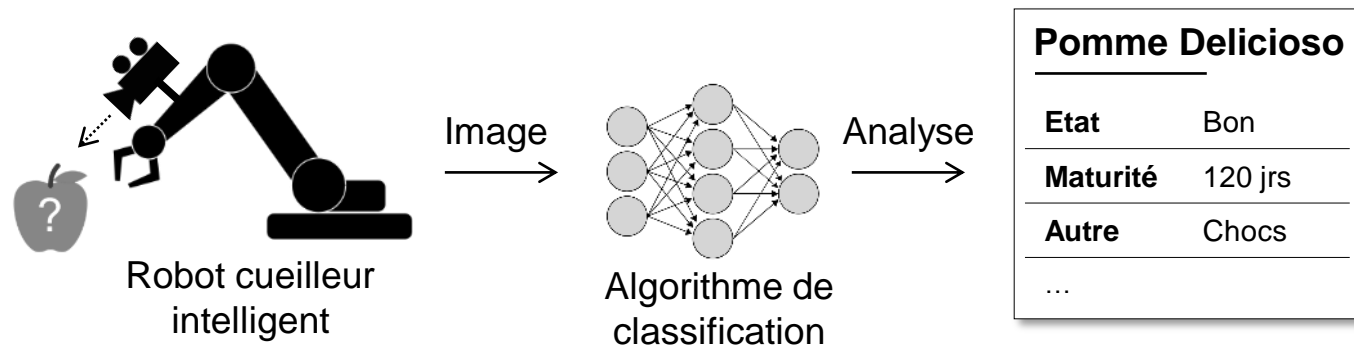 ?
Robot cueilleur
intelligent
Image
Algorithme de
classification
Analyse
Pomme Delicioso
Etat Bon
Maturité 120 jrs
Autre Chocs
…